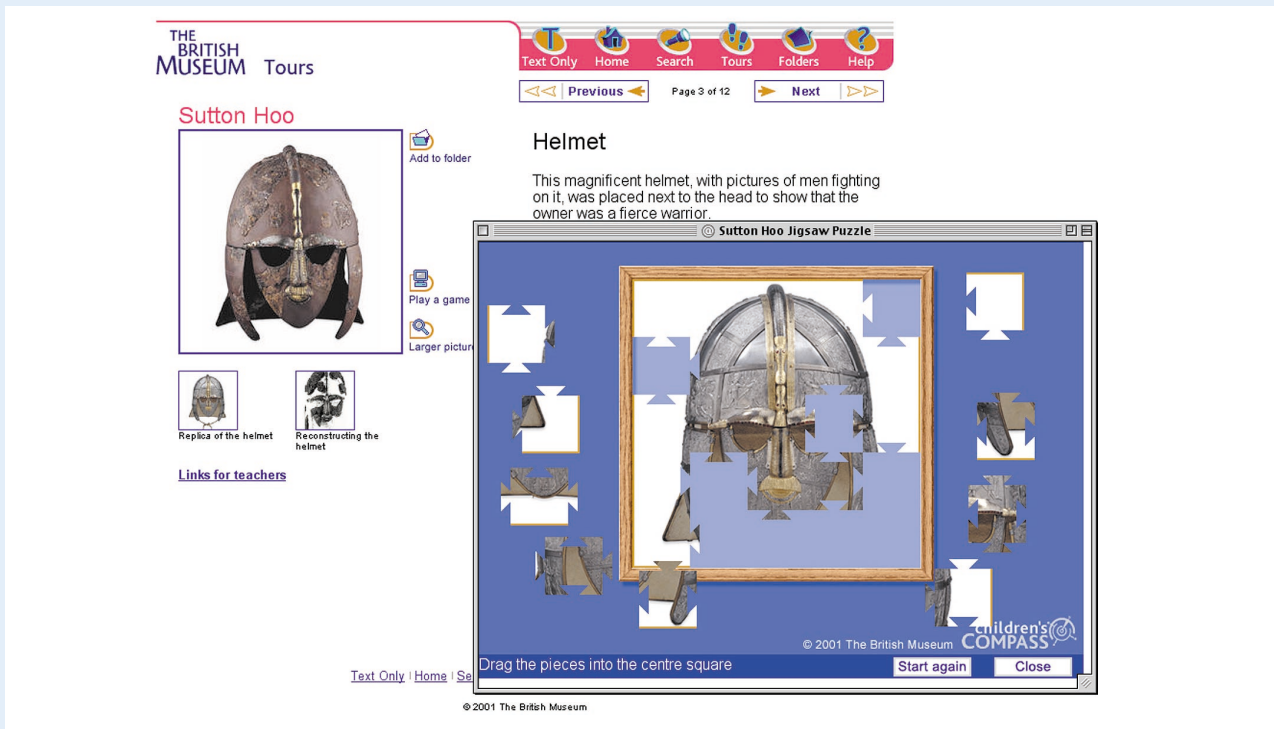 THE
BRITISH
MUSEUM Tours
Text Only Home Search Tours Folders Help
Previous Page 3 of 12 Next
Sutton Hoo
Add to folder
Play a game
Larger pictur
Replica of the helmet
Reconstructing the
helmet
Links for teachers
Helmet
This magnificent helmet, with pictures of men fighting
on it, was placed next to the head to show that the
owner was a fierce warrior.
@ Sutton Hoo Jigsaw Puzzle
© 2001 The British Museum
children's
COMPASS
Drag the pieces into the centre square
Start again Close
Text Only | Home | Se
© 2001 The British Museum